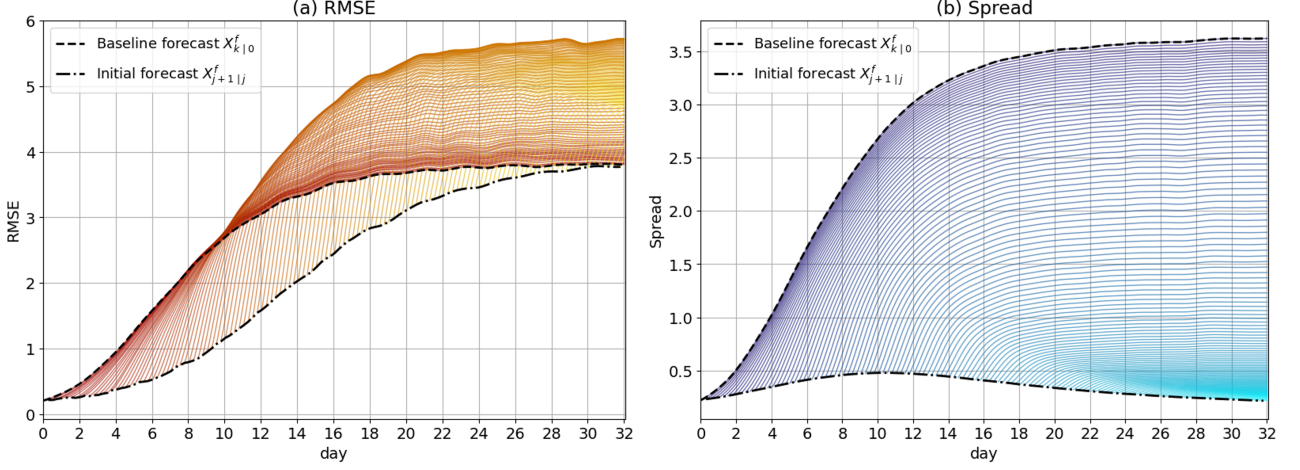 (a) RMSE
Baseline forecast $X^f_{k|0}$
Initial forecast $X^f_{j+1|j}$
RMSE
6
5
4
3
2
1
0
0 2 4 6 8 10 12 14 16 18 20 22 24 26 28 30 32
day
(b) Spread
Baseline forecast $X^f_{k|0}$
Initial forecast $X^f_{j+1|j}$
Spread
3.5
3.0
2.5
2.0
1.5
1.0
0.5
0 2 4 6 8 10 12 14 16 18 20 22 24 26 28 30 32
day